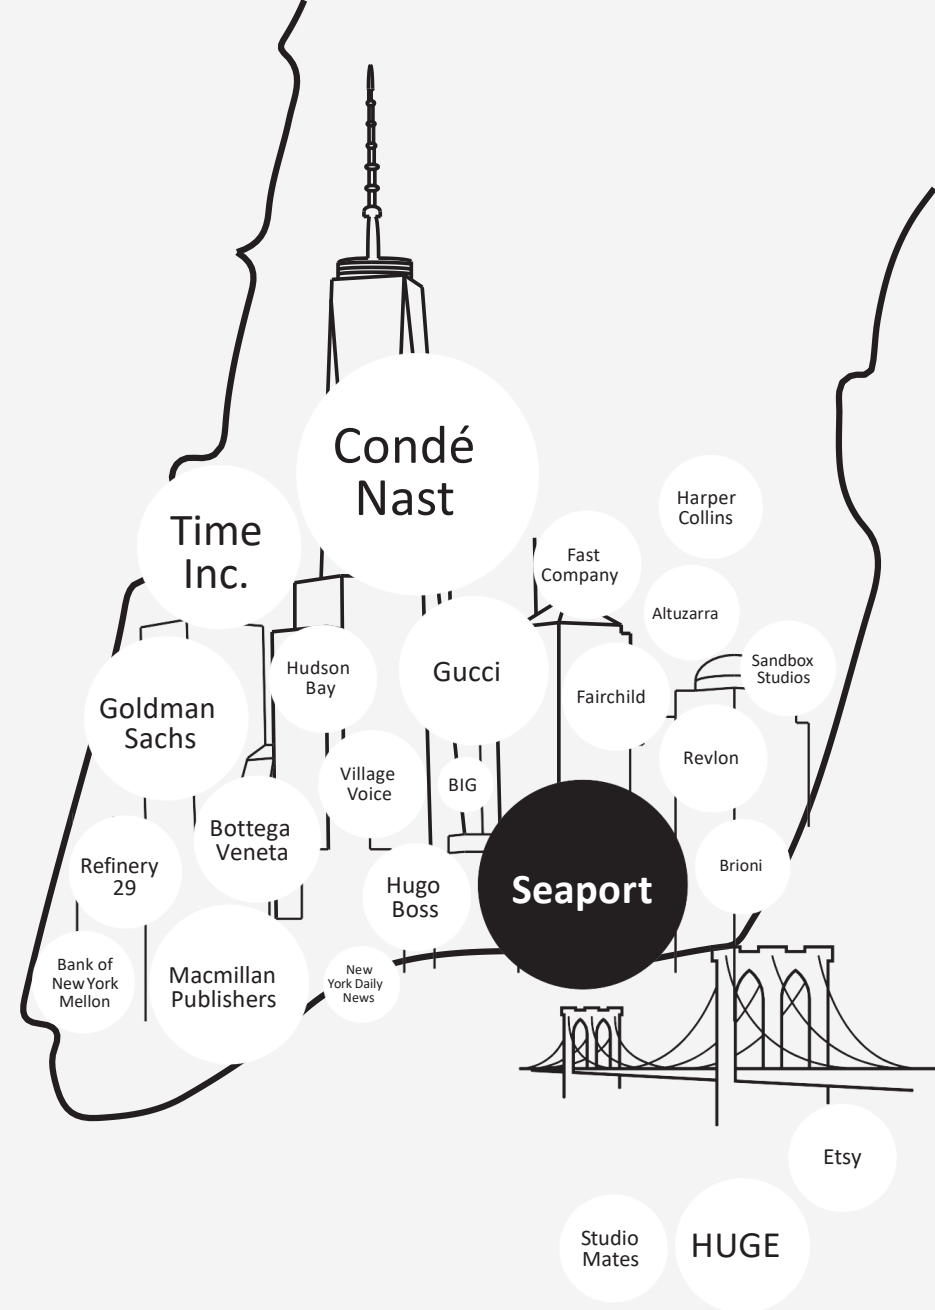 Condé
Nast
Harper
Collins
Time
Inc.
Fast
Company
Altuzarra
Sandbox
Studios
Hudson
Bay
Gucci
Fairchild
Goldman
Sachs
Revlon
Village
Voice
BIG
Bottega
Veneta
Refinery
29
Brioni
Hugo
Boss
Seaport
Bank of
New York
Mellon
Macmillan
Publishers
New
York Daily
News
Etsy
Studio
Mates
HUGE